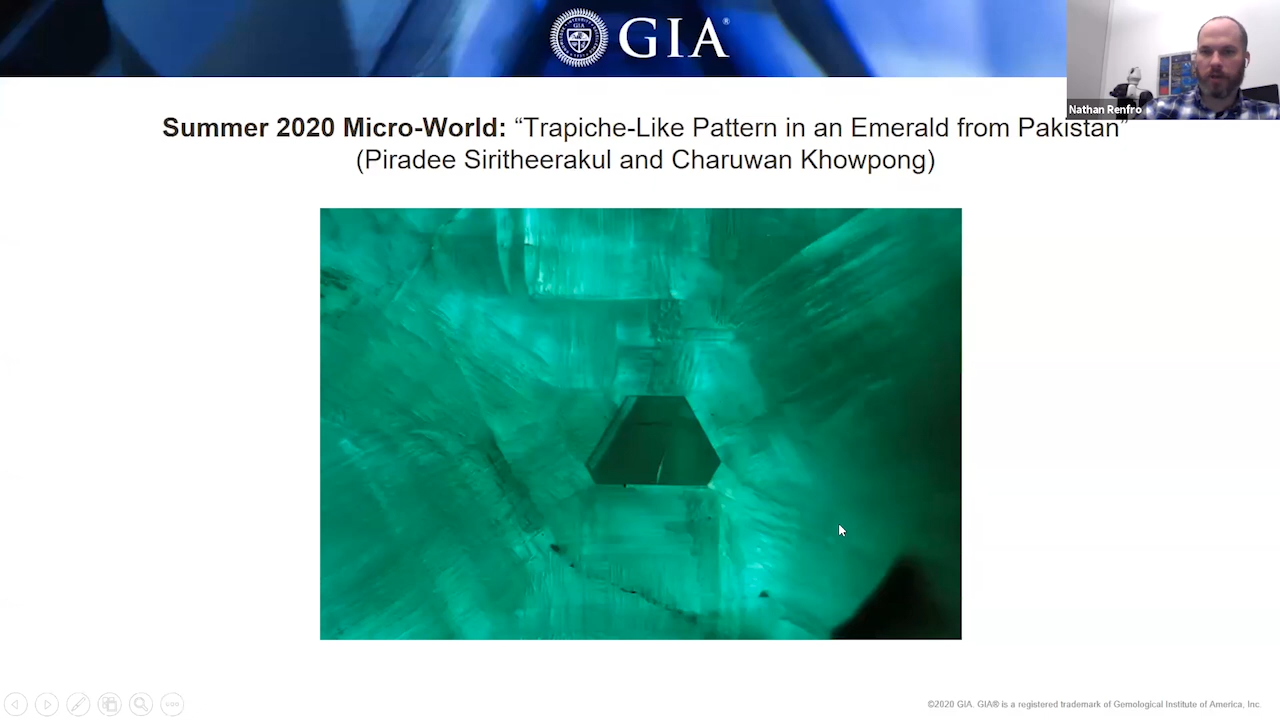 GIA®
Nathan Renfro
Summer 2020 Micro-World: “Trapiche-Like Pattern in an Emerald from Pakistan”
(Piradee Siritheerakul and Charuwan Khowpong)
©2020 GIA. GIA® is a registered trademark of Gemological Institute of America, Inc.